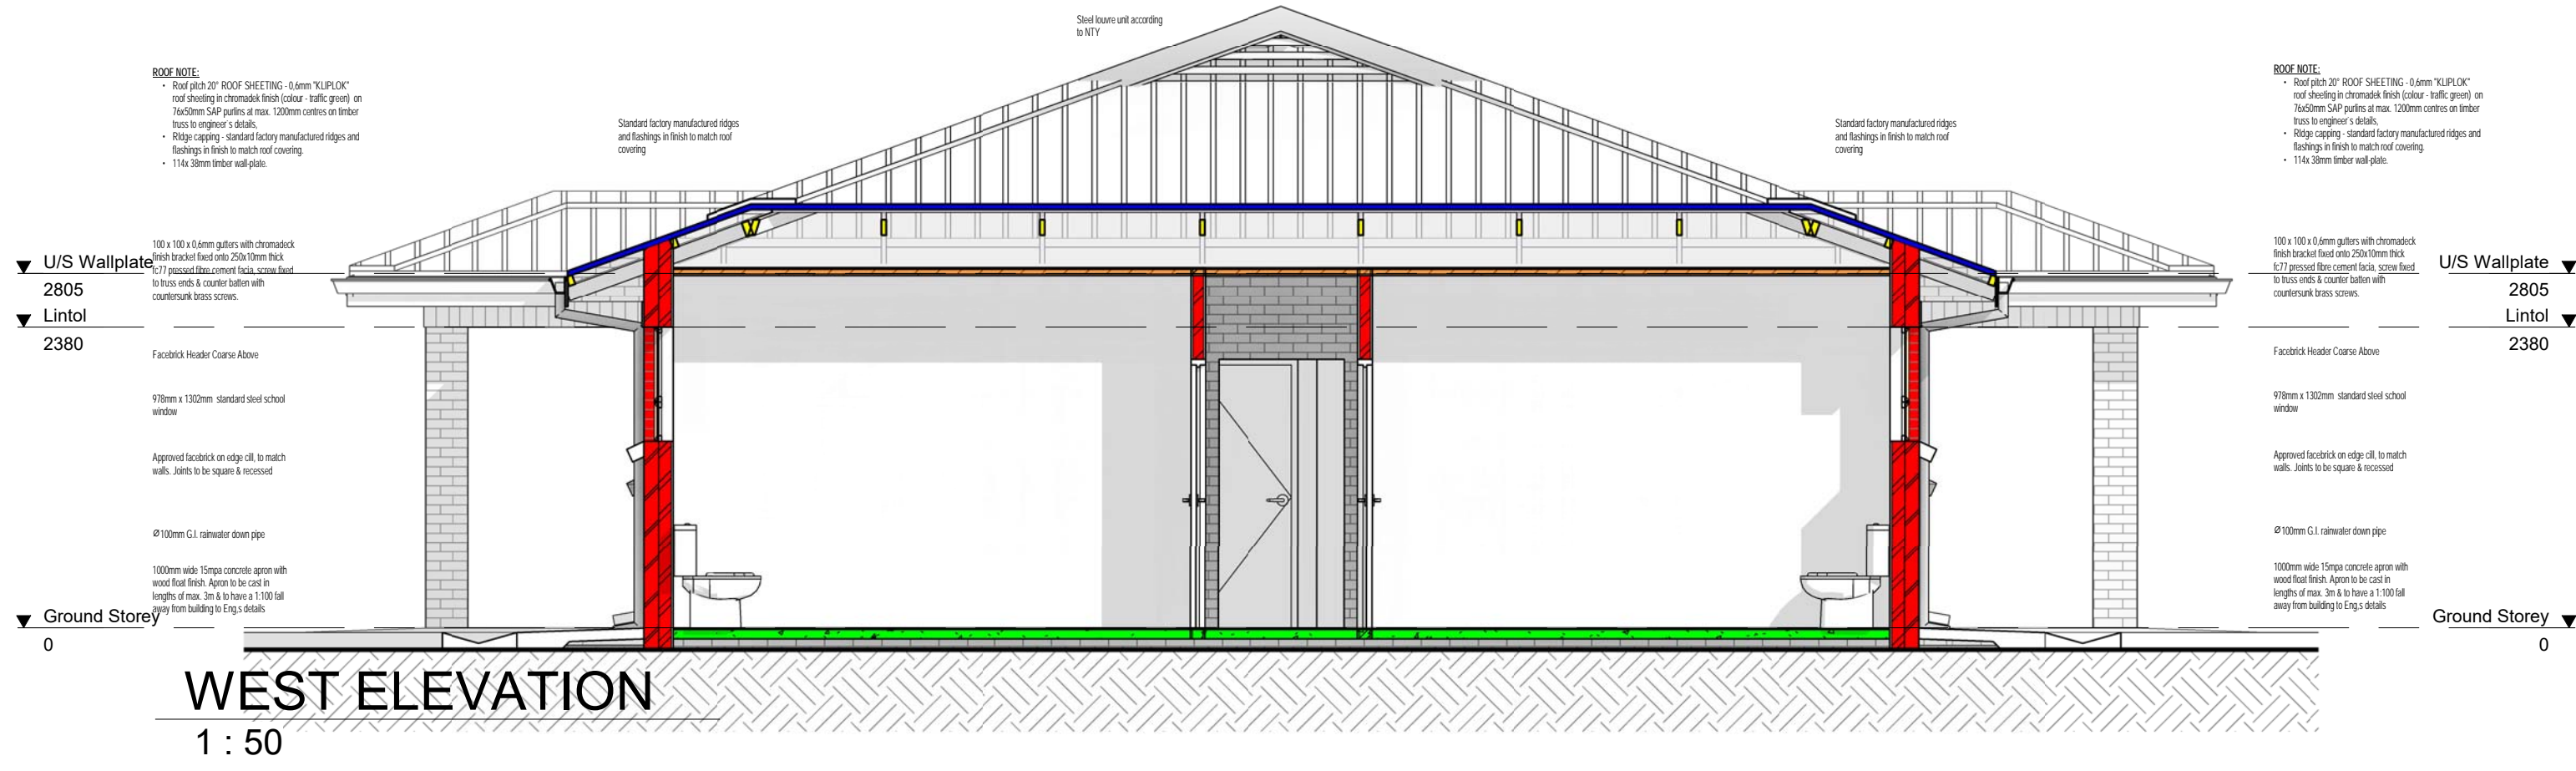 Steel louvre unit according
to NTY
ROOF NOTE:
• Roof pitch 20° ROOF SHEETING - 0,6mm "KLIPLOK"
roof sheeting in chromadek finish (colour - traffic green) on
76x50mm SAP purlins at max. 1200mm centres on timber
truss to engineer`s details,
• RIdge capping - standard factory manufactured ridges and
flashings in finish to match roof covering.
• 114x 38mm timber wall-plate.
Standard factory manufactured ridges
and flashings in finish to match roof
covering
100 x 100 x 0,6mm gutters with chromadeck
finish bracket fixed onto 250x10mm thick
fc77 pressed fibre cement facia, screw fixed
to truss ends & counter batten with
countersunk brass screws.
U/S Wallplate
2805
Lintol
2380
Facebrick Header Coarse Above
978mm x 1302mm standard steel school
window
Approved facebrick on edge cill, to match
walls. Joints to be square & recessed
Ø100mm G.I. rainwater down pipe
1000mm wide 15mpa concrete apron with
wood float finish. Apron to be cast in
lengths of max. 3m & to have a 1:100 fall
away from building to Eng,s details
Ground Storey
0
ROOF NOTE:
• Roof pitch 20° ROOF SHEETING - 0,6mm "KLIPLOK"
roof sheeting in chromadek finish (colour - traffic green) on
76x50mm SAP purlins at max. 1200mm centres on timber
truss to engineer`s details,
• RIdge capping - standard factory manufactured ridges and
flashings in finish to match roof covering.
• 114x 38mm timber wall-plate.
Standard factory manufactured ridges
and flashings in finish to match roof
covering
100 x 100 x 0,6mm gutters with chromadeck
finish bracket fixed onto 250x10mm thick
fc77 pressed fibre cement facia, screw fixed
to truss ends & counter batten with
countersunk brass screws.
U/S Wallplate
2805
Lintol
2380
Facebrick Header Coarse Above
978mm x 1302mm standard steel school
window
Approved facebrick on edge cill, to match
walls. Joints to be square & recessed
Ø100mm G.I. rainwater down pipe
1000mm wide 15mpa concrete apron with
wood float finish. Apron to be cast in
lengths of max. 3m & to have a 1:100 fall
away from building to Eng,s details
Ground Storey
0
WEST ELEVATION
1 : 50